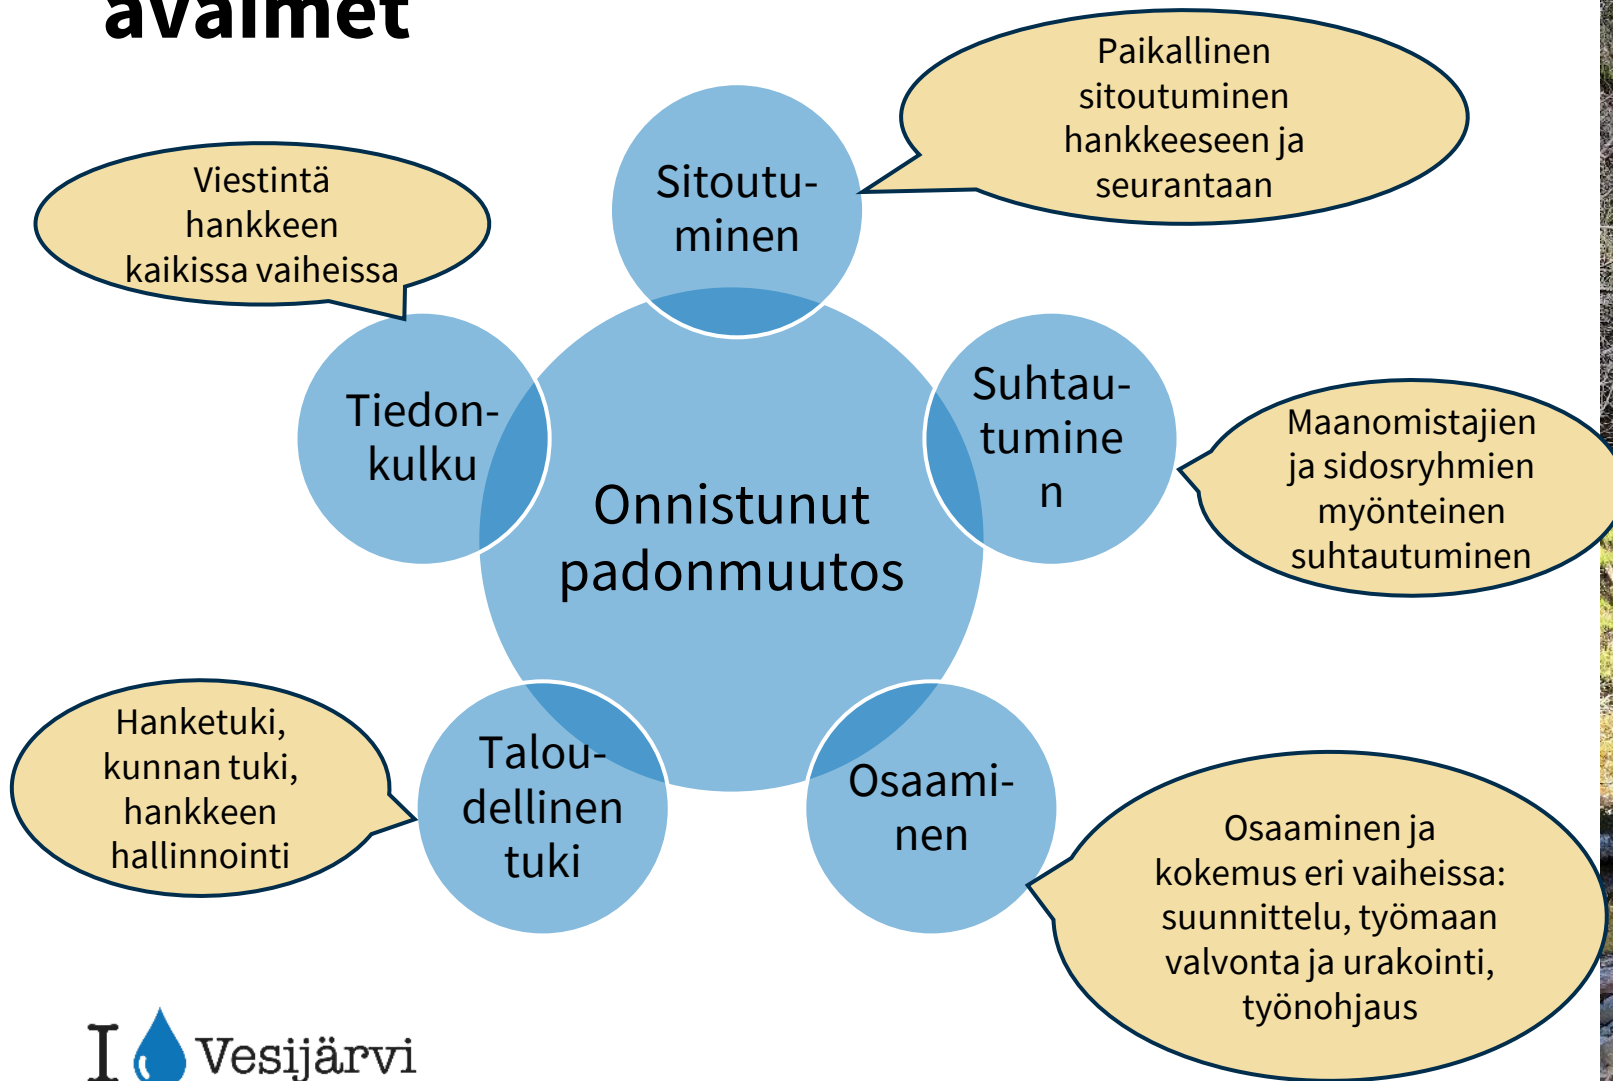 avaimet
Paikallinen
sitoutuminen
hankkeeseen ja
seurantaan
Sitoutu-
minen
Viestintä
hankkeen
kaikissa vaiheissa
Tiedon-
kulku
Suhtau-
tumine
n
Maanomistajien
ja sidosryhmien
myönteinen
suhtautuminen
Onnistunut
padonmuutos
Hanketuki,
kunnan tuki,
hankkeen
hallinnointi
Talou-
dellinen
tuki
Osaami-
nen
Osaaminen ja
kokemus eri vaiheissa:
suunnittelu, työmaan
valvonta ja urakointi,
työnohjaus
I Vesijärvi